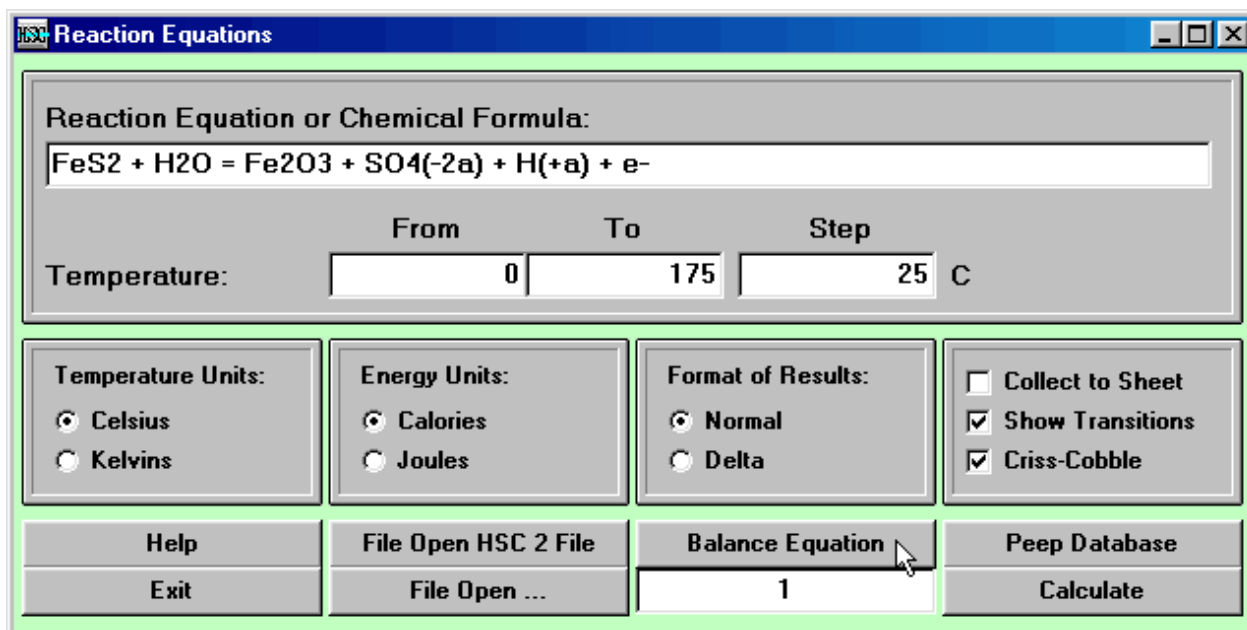 HSC Reaction Equations
Reaction Equation or Chemical Formula:
FeS2 + H2O = Fe2O3 + SO4(-2a) + H(+a) + e-
From To Step
Temperature: 0 175 25 C
Temperature Units:
Celsius
Kelvins
Energy Units:
Calories
Joules
Format of Results:
Normal
Delta
Collect to Sheet
Show Transitions
Criss-Cobble
Help File Open HSC 2 File Balance Equation Peep Database
Exit File Open ... 1 Calculate